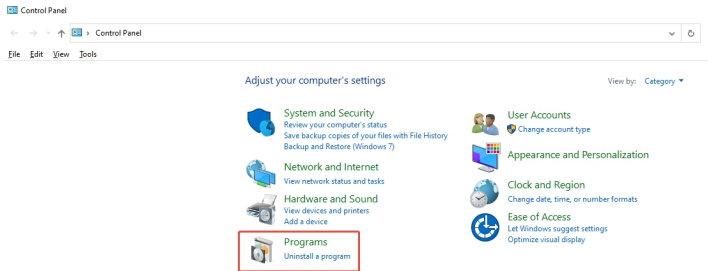 Control Panel
Control Panel
File Edit View Tools
Adjust your computer's settings
View by: Category
System and Security
Review your computer's status
Save backup copies of your files with File History
Backup and Restore (Windows 7)
Network and Internet
View network status and tasks
Hardware and Sound
View devices and printers
Add a device
Programs
Uninstall a program
User Accounts
Change account type
Appearance and Personalization
Clock and Region
Change date, time, or number formats
Ease of Access
Let Windows suggest settings
Optimize visual display